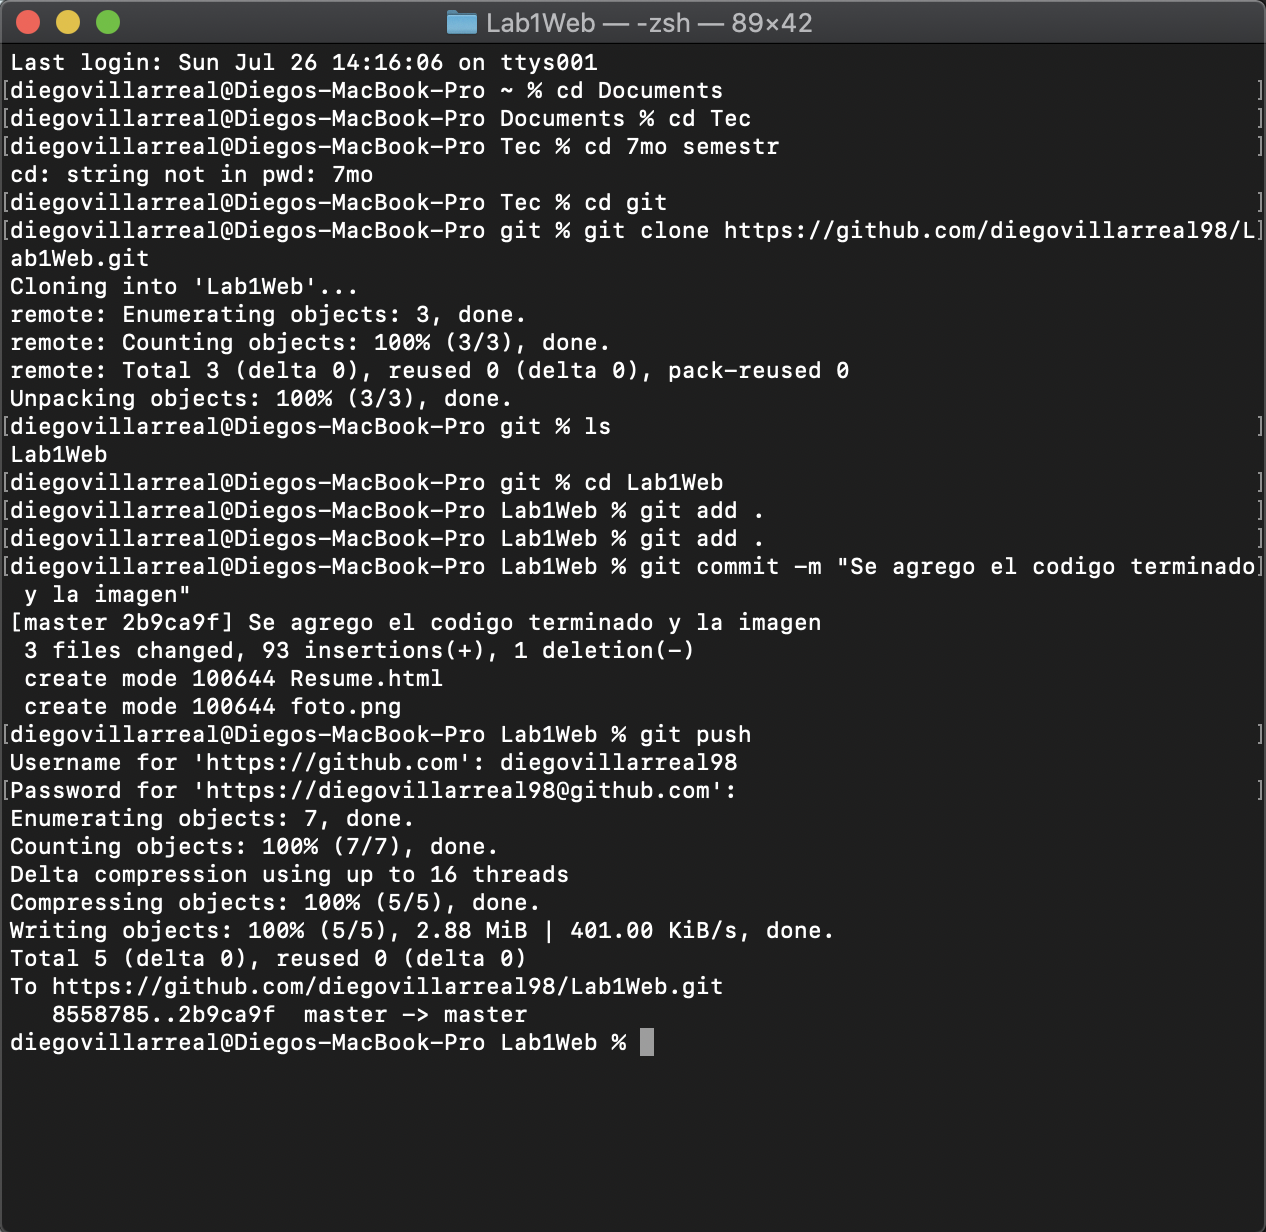 Lab1Web — -zsh — 89×42
Last login: Sun Jul 26 14:16:06 on ttys001
[diegovillarreal@Diegos-MacBook-Pro ~ % cd Documents ]
[diegovillarreal@Diegos-MacBook-Pro Documents % cd Tec ]
[diegovillarreal@Diegos-MacBook-Pro Tec % cd 7mo semestr ]
cd: string not in pwd: 7mo
[diegovillarreal@Diegos-MacBook-Pro Tec % cd git ]
[diegovillarreal@Diegos-MacBook-Pro git % git clone https://github.com/diegovillarreal98/L]
ab1Web.git
Cloning into 'Lab1Web'...
remote: Enumerating objects: 3, done.
remote: Counting objects: 100% (3/3), done.
remote: Total 3 (delta 0), reused 0 (delta 0), pack-reused 0
Unpacking objects: 100% (3/3), done.
[diegovillarreal@Diegos-MacBook-Pro git % ls ]
Lab1Web
[diegovillarreal@Diegos-MacBook-Pro git % cd Lab1Web ]
[diegovillarreal@Diegos-MacBook-Pro Lab1Web % git add . ]
[diegovillarreal@Diegos-MacBook-Pro Lab1Web % git add . ]
[diegovillarreal@Diegos-MacBook-Pro Lab1Web % git commit -m "Se agrego el codigo terminado]
 y la imagen"
[master 2b9ca9f] Se agrego el codigo terminado y la imagen
 3 files changed, 93 insertions(+), 1 deletion(-)
 create mode 100644 Resume.html
 create mode 100644 foto.png
[diegovillarreal@Diegos-MacBook-Pro Lab1Web % git push ]
Username for 'https://github.com': diegovillarreal98
[Password for 'https://diegovillarreal98@github.com': ]
Enumerating objects: 7, done.
Counting objects: 100% (7/7), done.
Delta compression using up to 16 threads
Compressing objects: 100% (5/5), done.
Writing objects: 100% (5/5), 2.88 MiB | 401.00 KiB/s, done.
Total 5 (delta 0), reused 0 (delta 0)
To https://github.com/diegovillarreal98/Lab1Web.git
   8558785..2b9ca9f  master -> master
diegovillarreal@Diegos-MacBook-Pro Lab1Web %